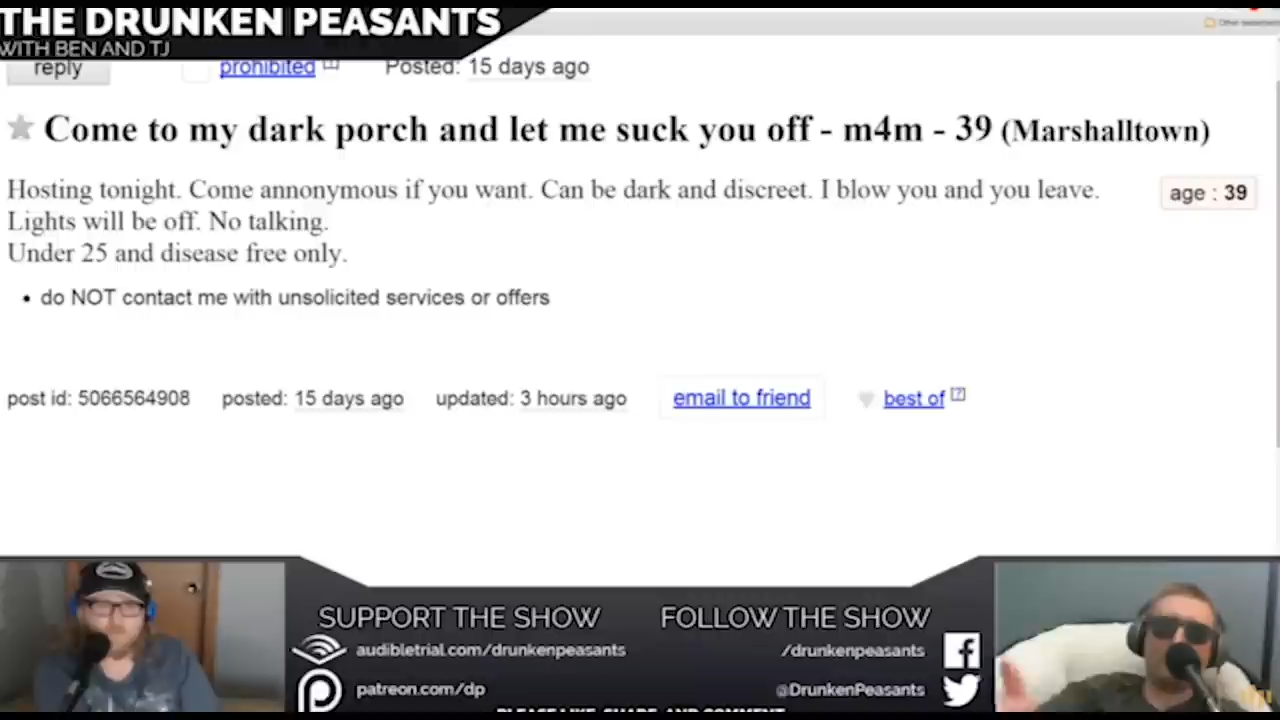 THE DRUNKEN PEASANTS
WITH BEN AND TJ
reply prohibited [?] Posted: 15 days ago
Come to my dark porch and let me suck you off - m4m - 39 (Marshalltown)
Hosting tonight. Come annonymous if you want. Can be dark and discreet. I blow you and you leave.
age : 39
Lights will be off. No talking.
Under 25 and disease free only.
• do NOT contact me with unsolicited services or offers
post id: 5066564908 posted: 15 days ago updated: 3 hours ago email to friend best of [?]
SUPPORT THE SHOW
audibletrial.com/drunkenpeasants
patreon.com/dp
FOLLOW THE SHOW
/drunkenpeasants
@DrunkenPeasants
PLEASE LIKE, SHARE, AND COMMENT